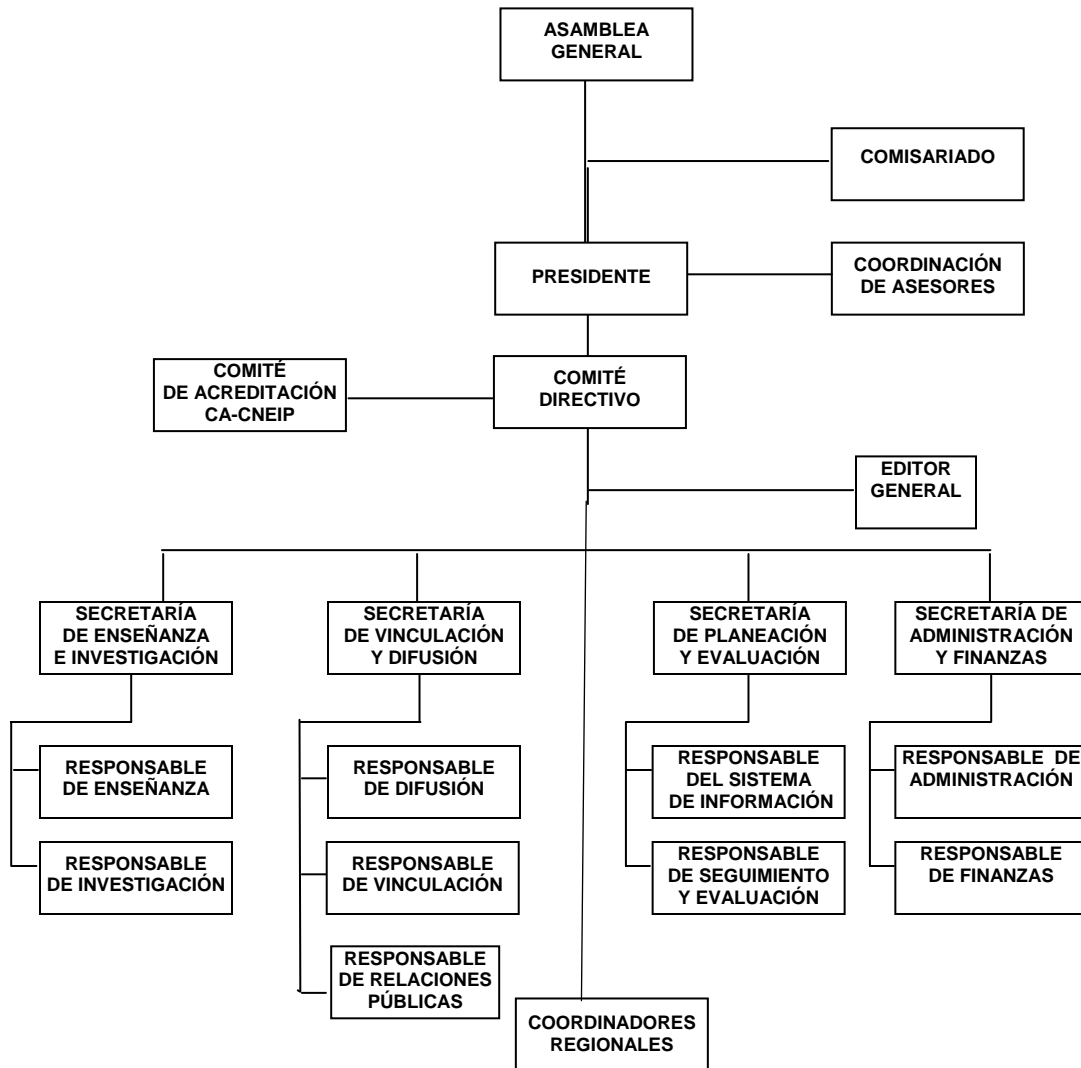 ASAMBLEA
GENERAL
COMISARIADO
PRESIDENTE
COORDINACIÓN
DE ASESORES
COMITÉ
DE ACREDITACIÓN
CA-CNEIP
COMITÉ
DIRECTIVO
EDITOR
GENERAL
SECRETARÍA
DE ENSEÑANZA
E INVESTIGACIÓN
SECRETARÍA
DE VINCULACIÓN
Y DIFUSIÓN
SECRETARÍA
DE PLANEACIÓN
Y EVALUACIÓN
SECRETARÍA DE
ADMINISTRACIÓN
Y FINANZAS
RESPONSABLE
DE ENSEÑANZA
RESPONSABLE
DE DIFUSIÓN
RESPONSABLE
DEL SISTEMA
DE INFORMACIÓN
RESPONSABLE DE
ADMINISTRACIÓN
RESPONSABLE
DE INVESTIGACIÓN
RESPONSABLE
DE VINCULACIÓN
RESPONSABLE
DE SEGUIMIENTO
Y EVALUACIÓN
RESPONSABLE
DE FINANZAS
RESPONSABLE
DE RELACIONES
PÚBLICAS
COORDINADORES
REGIONALES